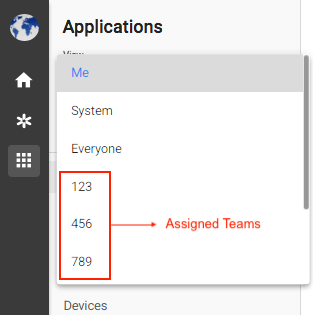 Applications
View
Me
System
Everyone
123
456
Assigned Teams
789
Devices